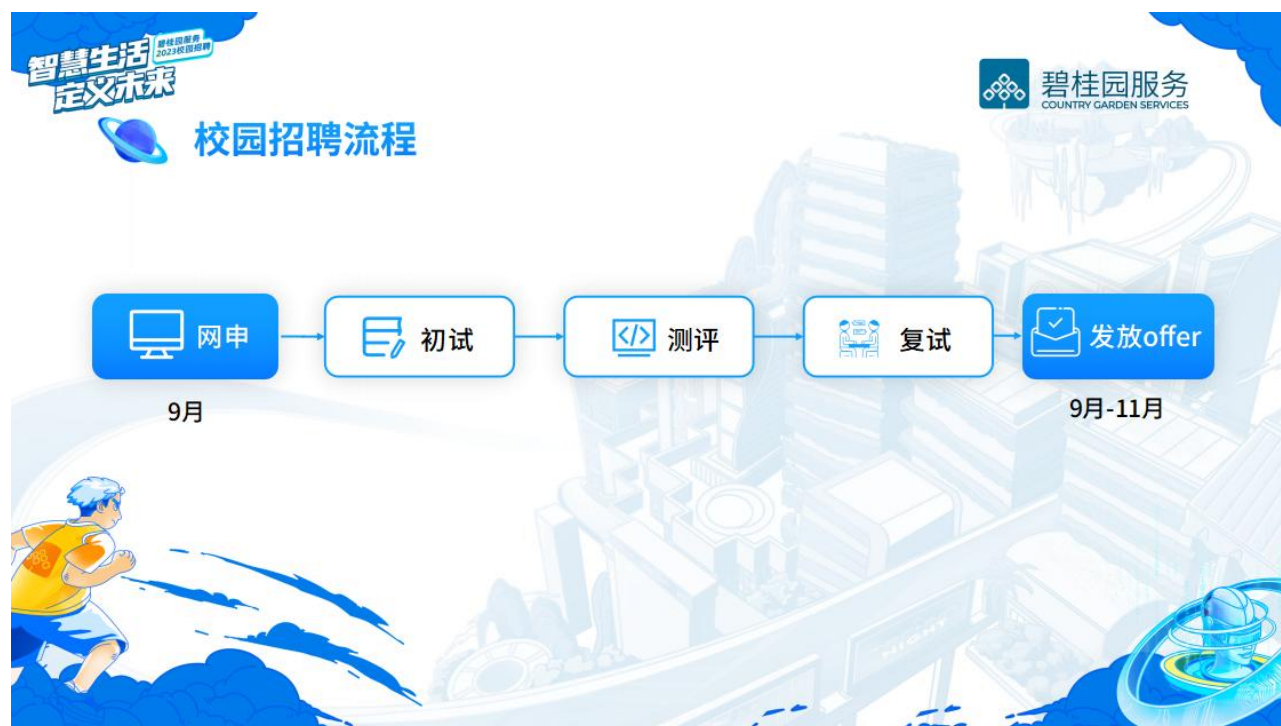 智慧生活
定义未来
碧桂园服务
2023校园招聘
碧桂园服务
COUNTRY GARDEN SERVICES
校园招聘流程
网申
初试
测评
复试
发放offer
9月
9月-11月